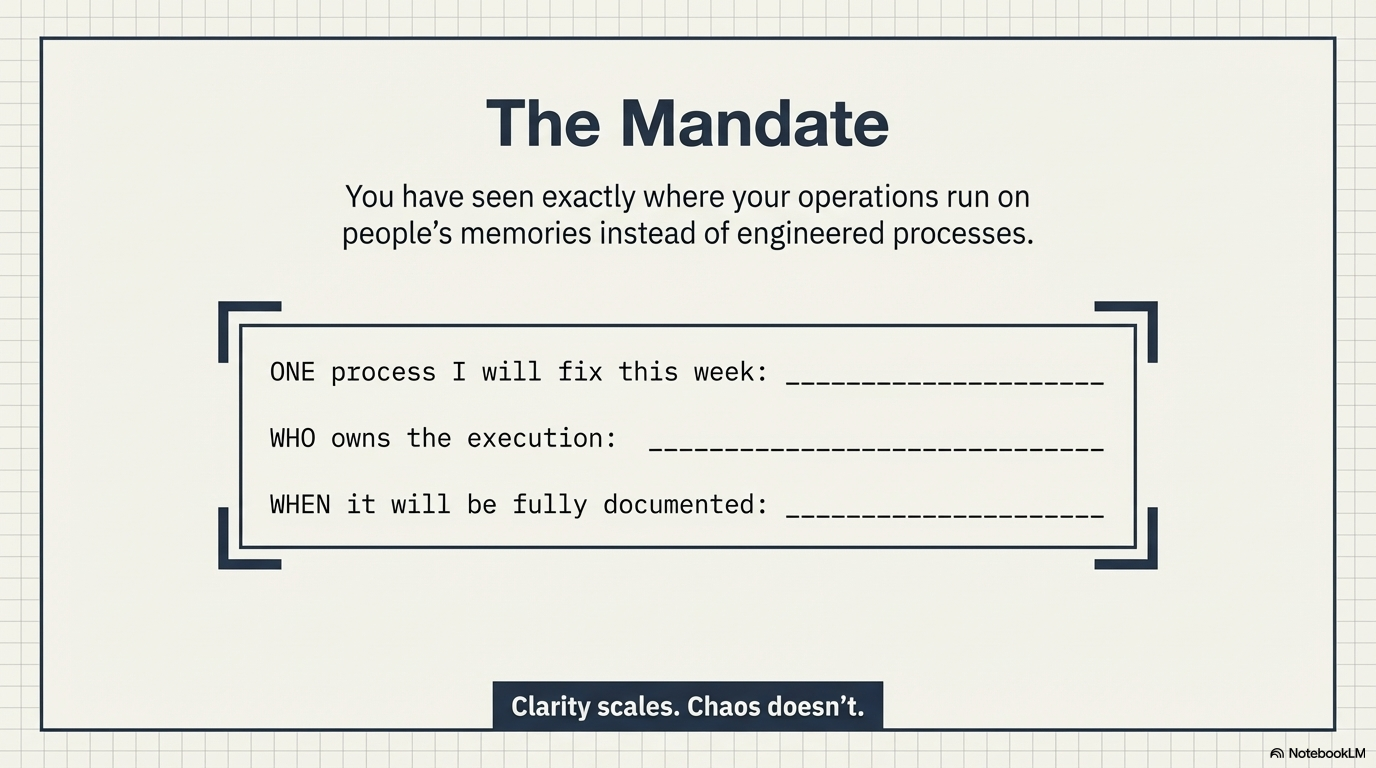 The Mandate
You have seen exactly where your operations run on
people’s memories instead of engineered processes.
ONE process I will fix this week: _____________________
WHO owns the execution: ______________________________
WHEN it will be fully documented: _____________________
Clarity scales. Chaos doesn’t.
NotebookLM